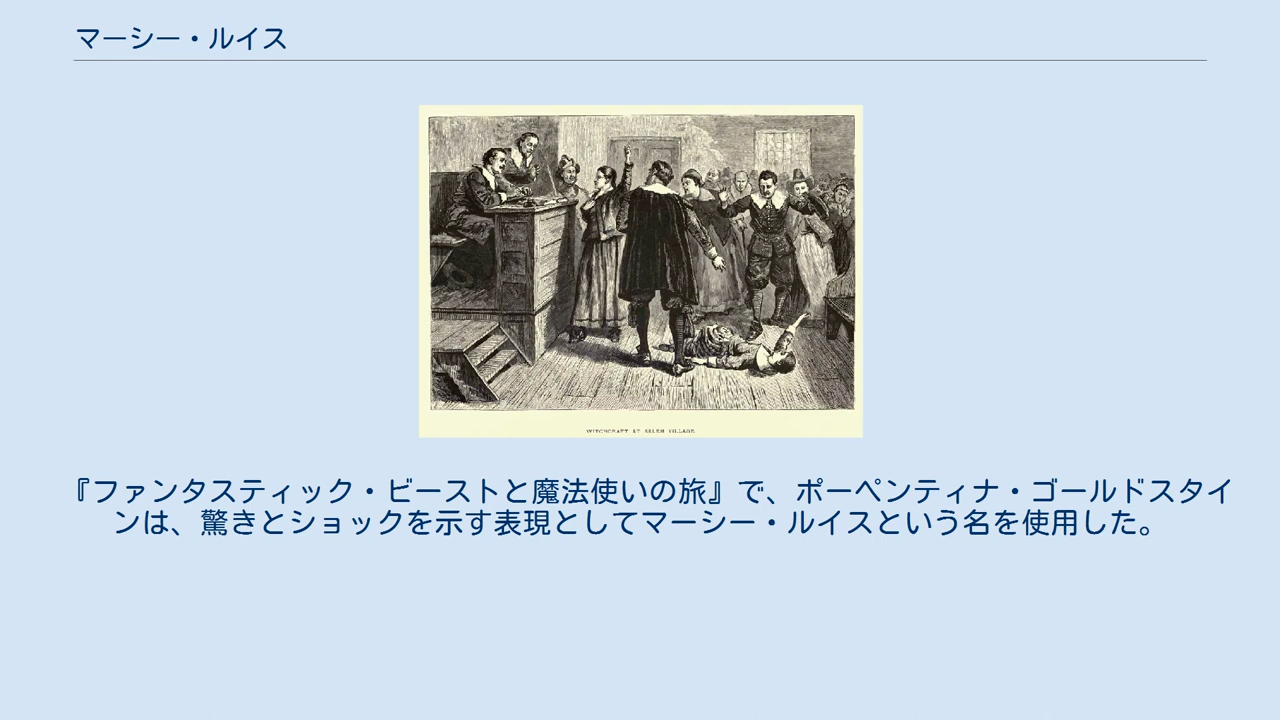 マーシー・ルイス
WITCHCRAFT AT SALEM VILLAGE.
『ファンタスティック・ビーストと魔法使いの旅』で、ポーペンティナ・ゴールドスタイ
ンは、驚きとショックを示す表現としてマーシー・ルイスという名を使用した。